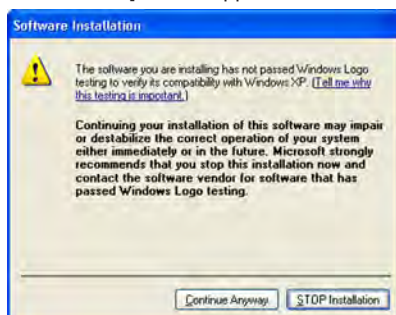 Software Installation
The software you are installing has not passed Windows Logo
testing to verify its compatibility with Windows XP. (Tell me why
this testing is important.)
Continuing your installation of this software may impair
or destabilize the correct operation of your system
either immediately or in the future. Microsoft strongly
recommends that you stop this installation now and
contact the software vendor for software that has
passed Windows Logo testing.
Continue Anyway
STOP Installation